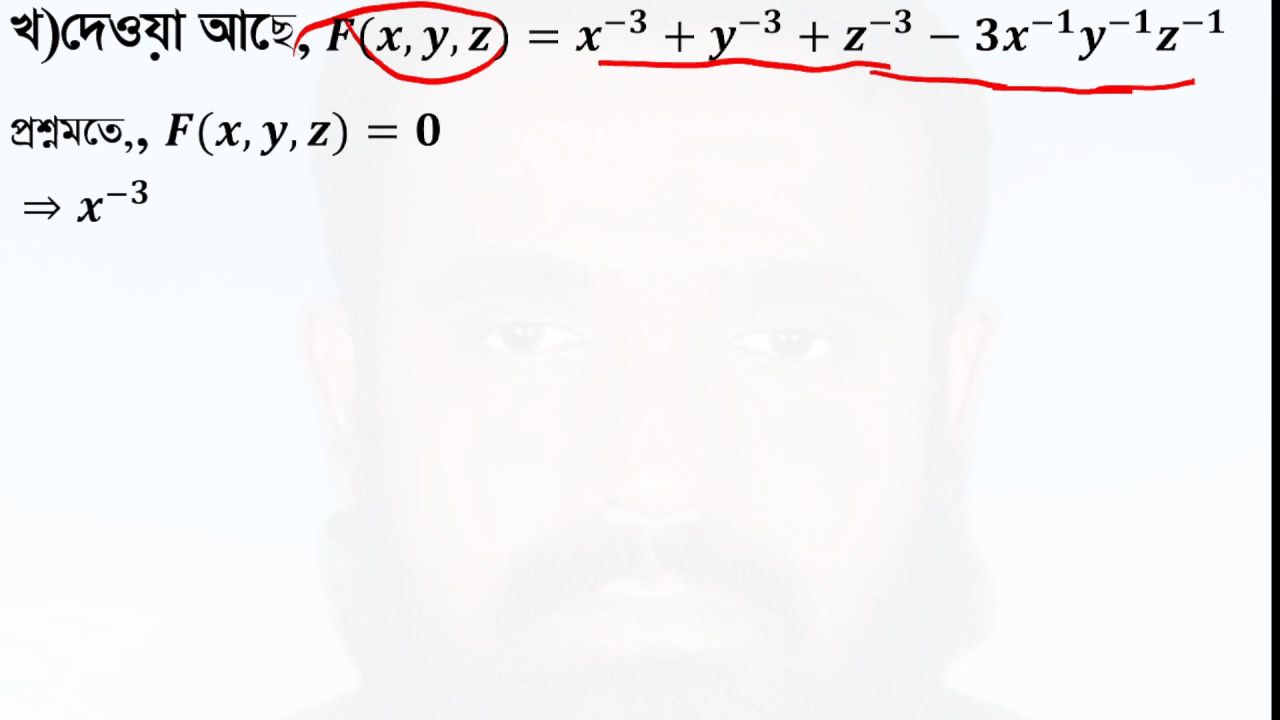 খ)দেওয়া আছে, F(x, y, z) = x⁻³ + y⁻³ + z⁻³ − 3x⁻¹y⁻¹z⁻¹
প্রশ্নমতে,, F(x, y, z) = 0
⇒ x⁻³